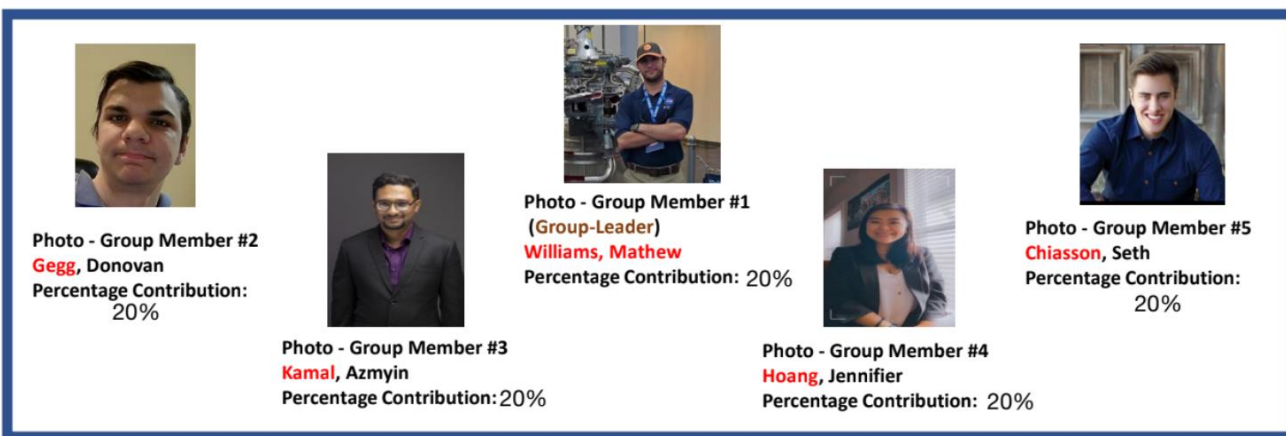 Photo - Group Member #2
Gegg, Donovan
Percentage Contribution:
20%
Photo - Group Member #3
Kamal, Azmyin
Percentage Contribution: 20%
Photo - Group Member #1
(Group-Leader)
Williams, Mathew
Percentage Contribution: 20%
Photo - Group Member #4
Hoang, Jennifier
Percentage Contribution: 20%
Photo - Group Member #5
Chiasson, Seth
Percentage Contribution:
20%